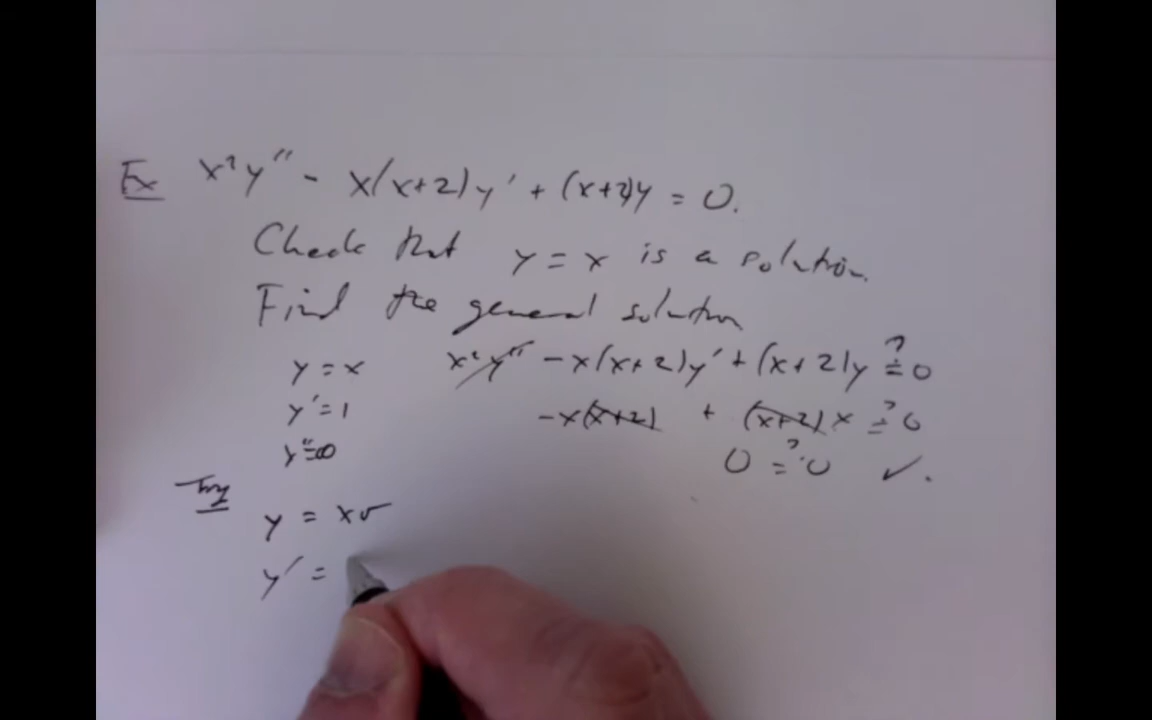 Ex x²y" - x(x+2)y' + (x+2)y = 0.
Check that y = x is a solution.
Find the general solution
y = x x²y" - x(x+2)y' + (x+2)y ≟ 0
y' = 1 -x(x+2) + (x+2)x ≟ 0
y" = 0 0 ≟ 0 ✓.
Try
y = xv
y' =